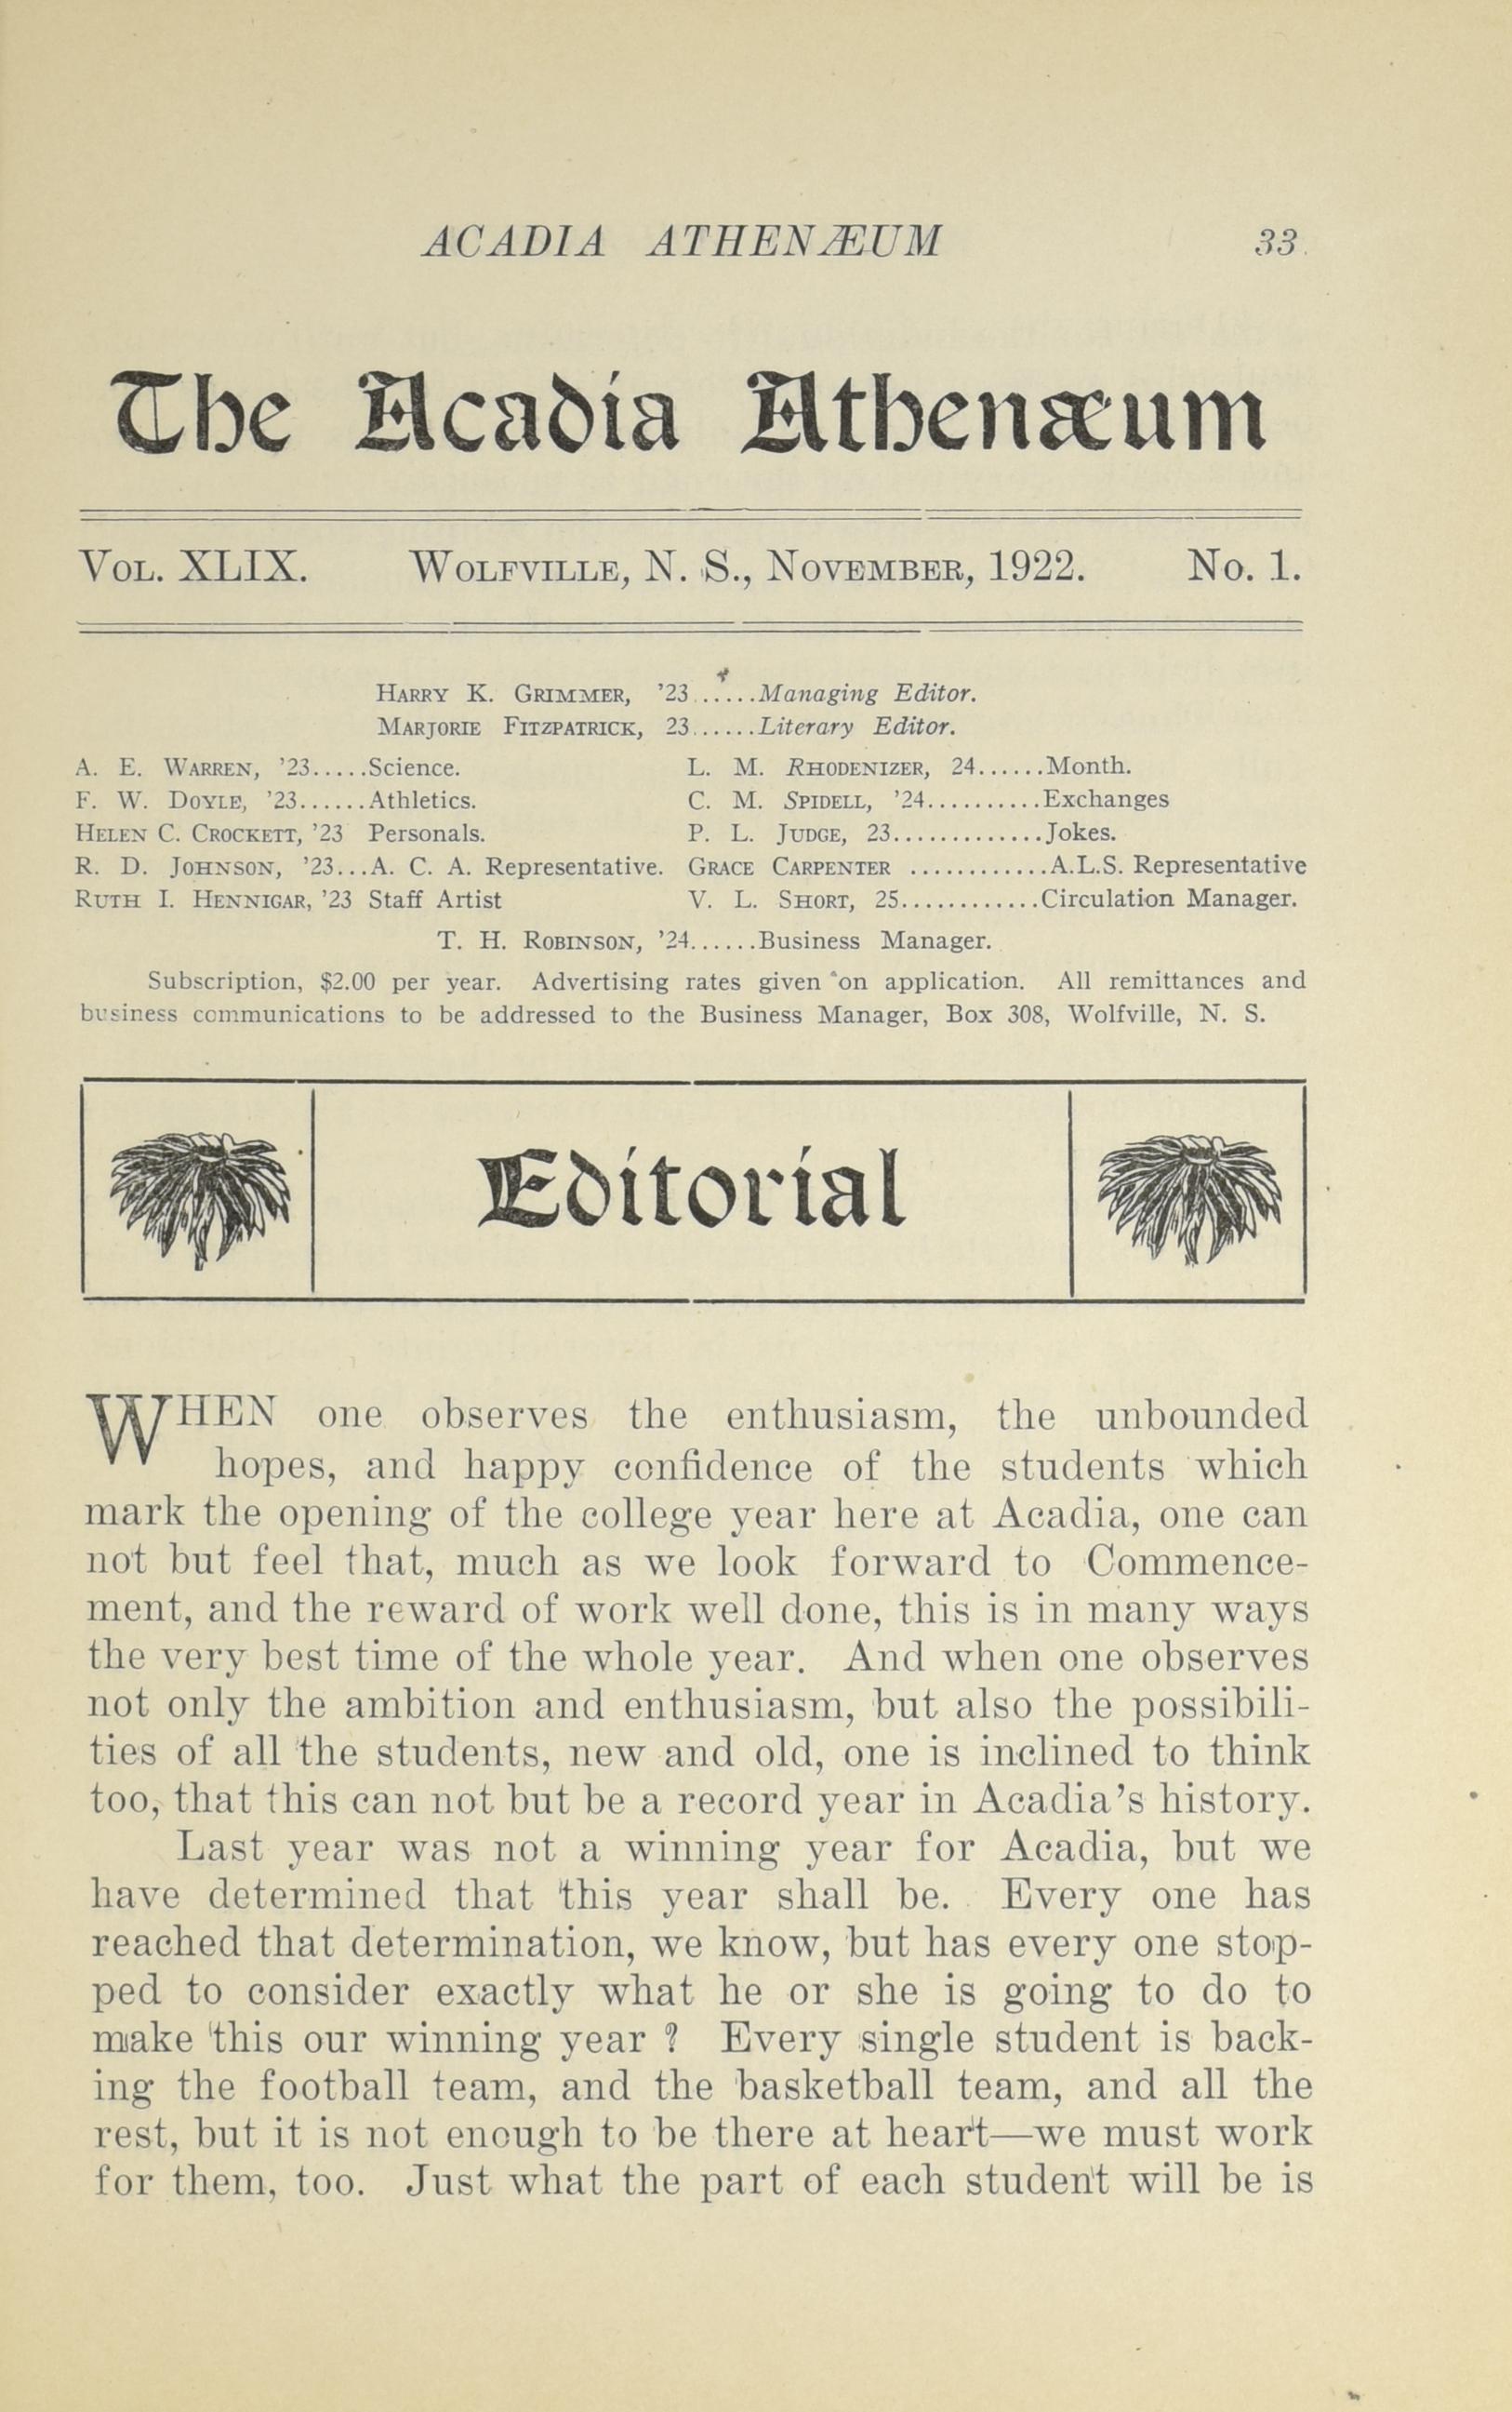 ACADIA ATHENÆUM 33
The Acadia Athenæum
VOL. XLIX. WOLFVILLE, N. S., NOVEMBER, 1922. No. 1.
HARRY K. GRIMMER, '23......Managing Editor.
MARJORIE FITZPATRICK, 23......Literary Editor.
A. E. WARREN, '23.....Science. L. M. RHODENIZER, 24......Month.
F. W. DOYLE, '23......Athletics. C. M. SPIDELL, '24..........Exchanges
HELEN C. CROCKETT, '23 Personals. P. L. JUDGE, 23.............Jokes.
R. D. JOHNSON, '23...A. C. A. Representative. GRACE CARPENTER ............A.L.S. Representative
RUTH I. HENNIGAR, '23 Staff Artist V. L. SHORT, 25............Circulation Manager.
T. H. ROBINSON, '24......Business Manager.
Subscription, $2.00 per year. Advertising rates given on application. All remittances and
business communications to be addressed to the Business Manager, Box 308, Wolfville, N. S.
Editorial
WHEN one observes the enthusiasm, the unbounded
hopes, and happy confidence of the students which
mark the opening of the college year here at Acadia, one can
not but feel that, much as we look forward to Commence-
ment, and the reward of work well done, this is in many ways
the very best time of the whole year. And when one observes
not only the ambition and enthusiasm, but also the possibili-
ties of all the students, new and old, one is inclined to think
too, that this can not but be a record year in Acadia's history.
Last year was not a winning year for Acadia, but we
have determined that this year shall be. Every one has
reached that determination, we know, but has every one stop-
ped to consider exactly what he or she is going to do to
make this our winning year ? Every single student is back-
ing the football team, and the basketball team, and all the
rest, but it is not enough to be there at heart—we must work
for them, too. Just what the part of each student will be is